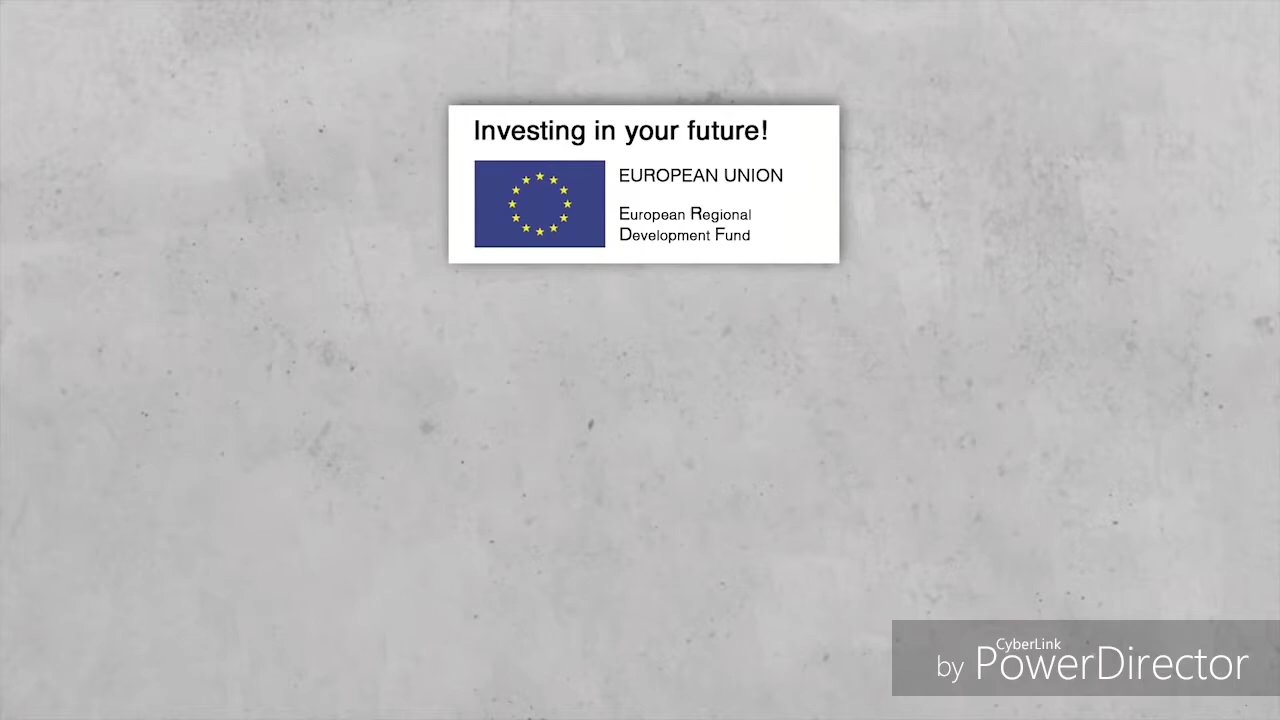 Investing in your future!
EUROPEAN UNION
European Regional
Development Fund
CyberLink
by PowerDirector